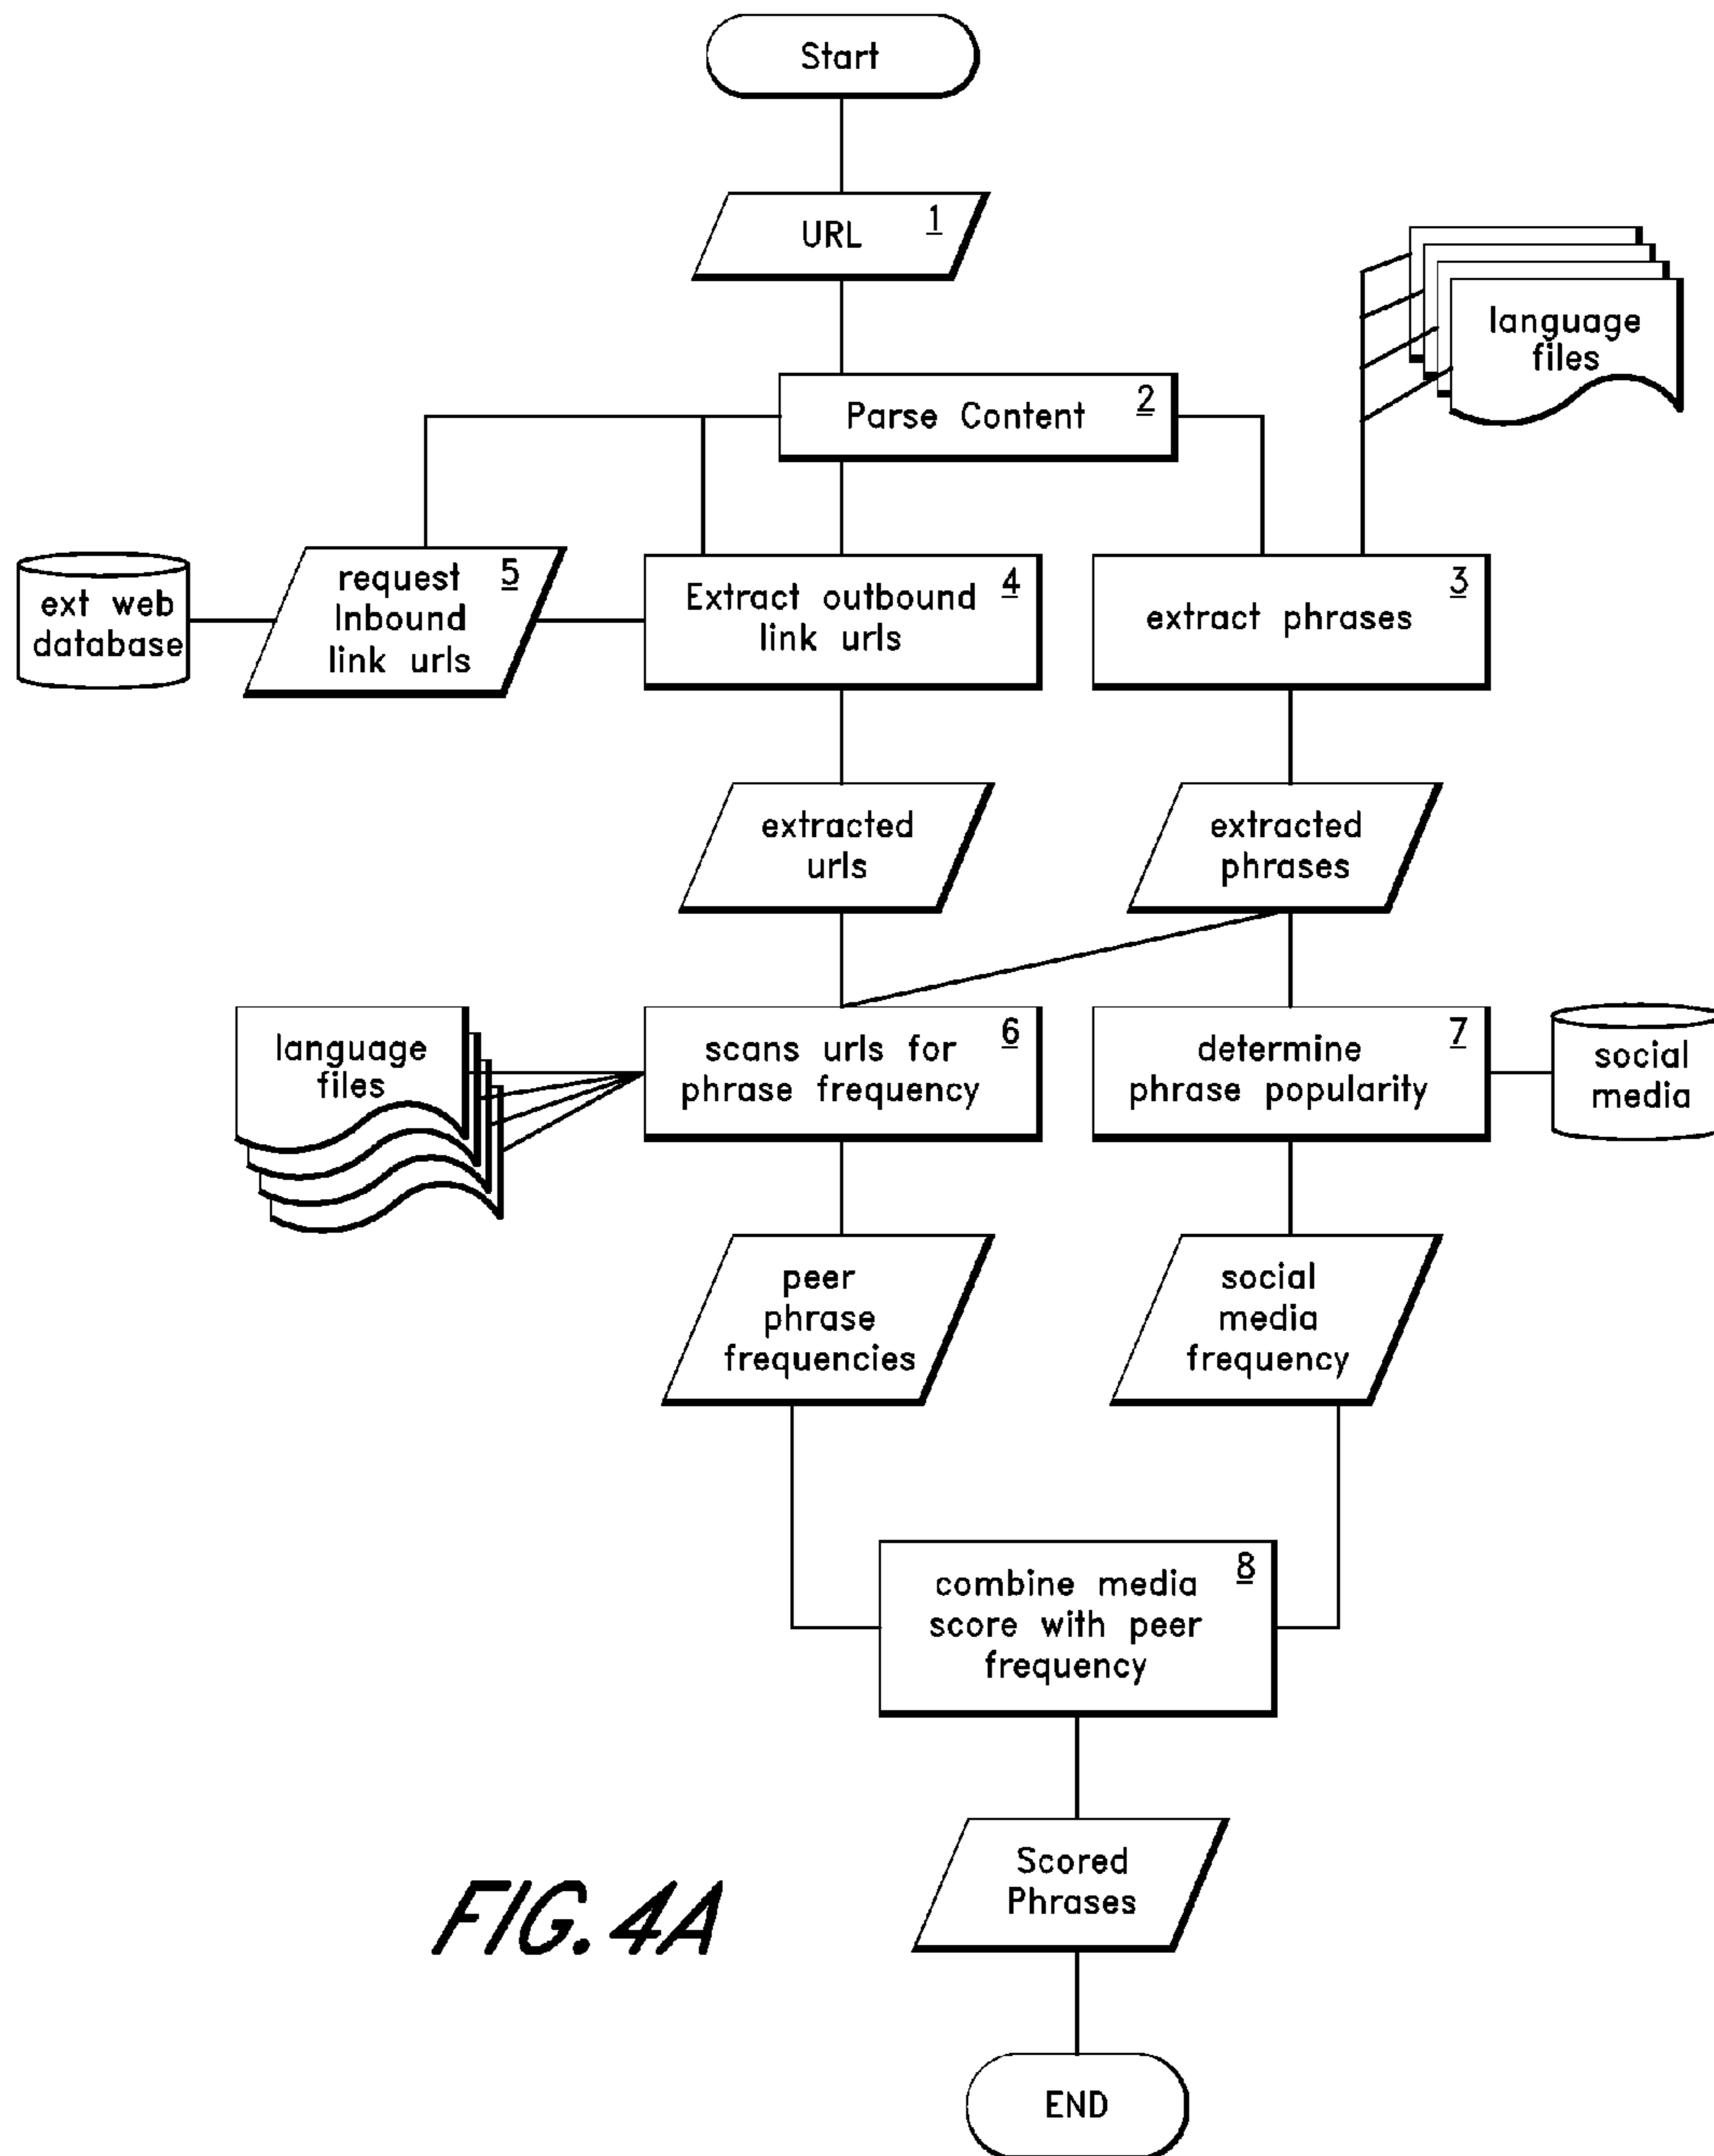 Start
URL
1
language
files
Parse Content
2
ext web
database
request
Inbound
link urls
5
Extract outbound
link urls
4
extract phrases
3
extracted
urls
extracted
phrases
language
files
scans urls for
phrase frequency
6
determine
phrase popularity
7
social
media
peer
phrase
frequencies
social
media
frequency
combine media
score with peer
frequency
8
Scored
Phrases
FIG. 4A
END